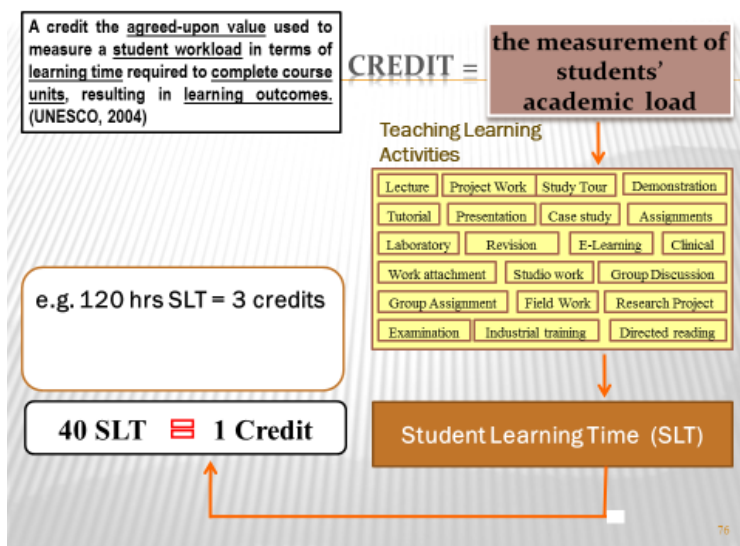 A credit the agreed-upon value used to
measure a student workload in terms of
learning time required to complete course
units, resulting in learning outcomes.
(UNESCO, 2004)
CREDIT =
the measurement of
students’
academic load
Teaching Learning
Activities
Lecture Project Work Study Tour Demonstration
Tutorial Presentation Case study Assignments
Laboratory Revision E-Learning Clinical
Work attachment Studio work Group Discussion
Group Assignment Field Work Research Project
Examination Industrial training Directed reading
e.g. 120 hrs SLT = 3 credits
40 SLT = 1 Credit
Student Learning Time (SLT)
76